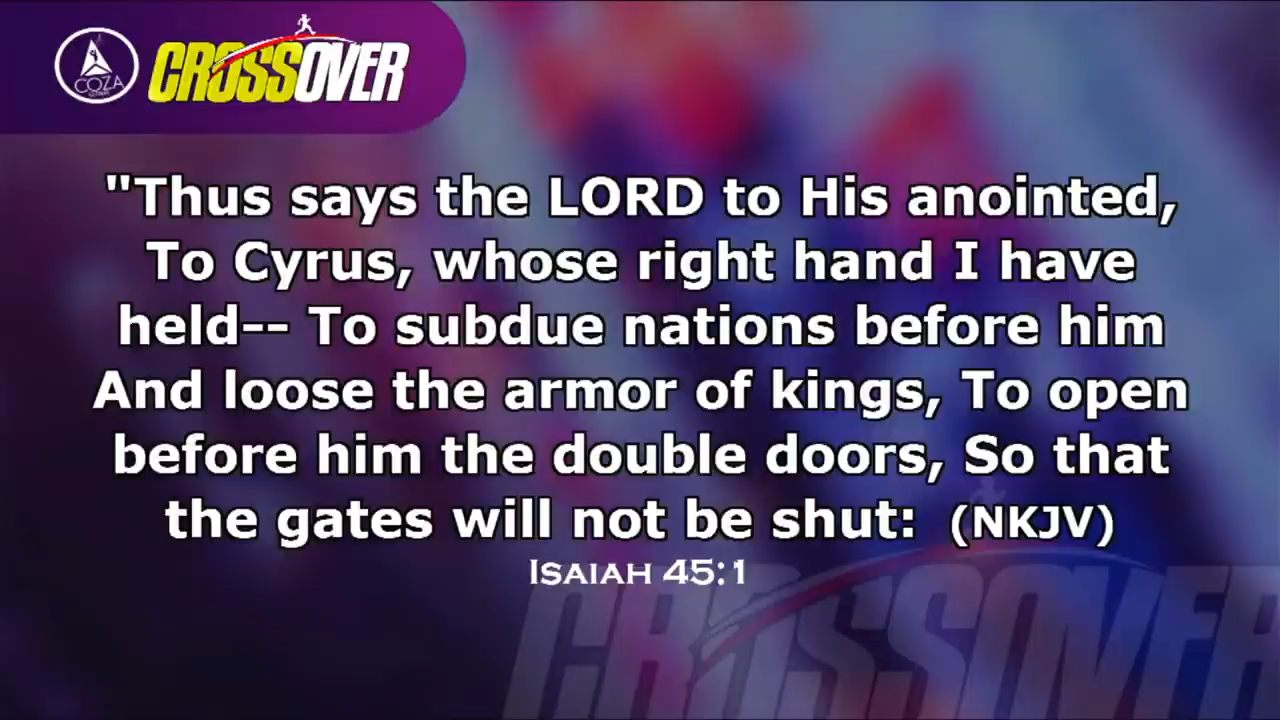 COZA
CROSSOVER
"Thus says the LORD to His anointed,
To Cyrus, whose right hand I have
held-- To subdue nations before him
And loose the armor of kings, To open
before him the double doors, So that
the gates will not be shut: (NKJV)
Isaiah 45:1
CROSSOVER